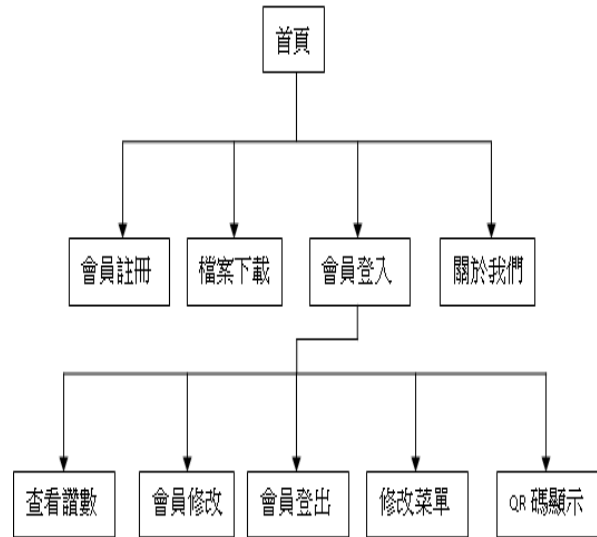 首頁
會員註冊
檔案下載
會員登入
關於我們
查看讚數
會員修改
會員登出
修改菜單
QR 碼顯示